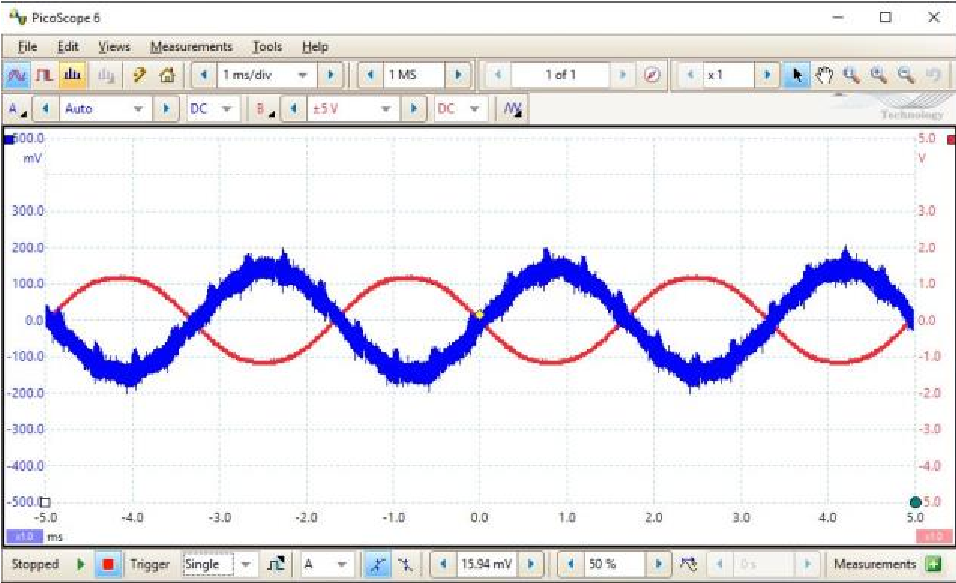 PicoScope 6
File Edit Views Measurements Tools Help
1 ms/div 1 MS 1 of 1 x1
A Auto DC B ±5 V DC
Technology
500.0 5.0
mV V
300.0 3.0
200.0 2.0
100.0 1.0
0.0 0.0
-100.0 -1.0
-200.0 -2.0
-300.0 -3.0
-400.0 -4.0
-500.0 -5.0
-5.0 -4.0 -3.0 -2.0 -1.0 0.0 1.0 2.0 3.0 4.0 5.0
x1.0 ms x1.0
Stopped Trigger Single A 15.94 mV 50 % 0 s Measurements